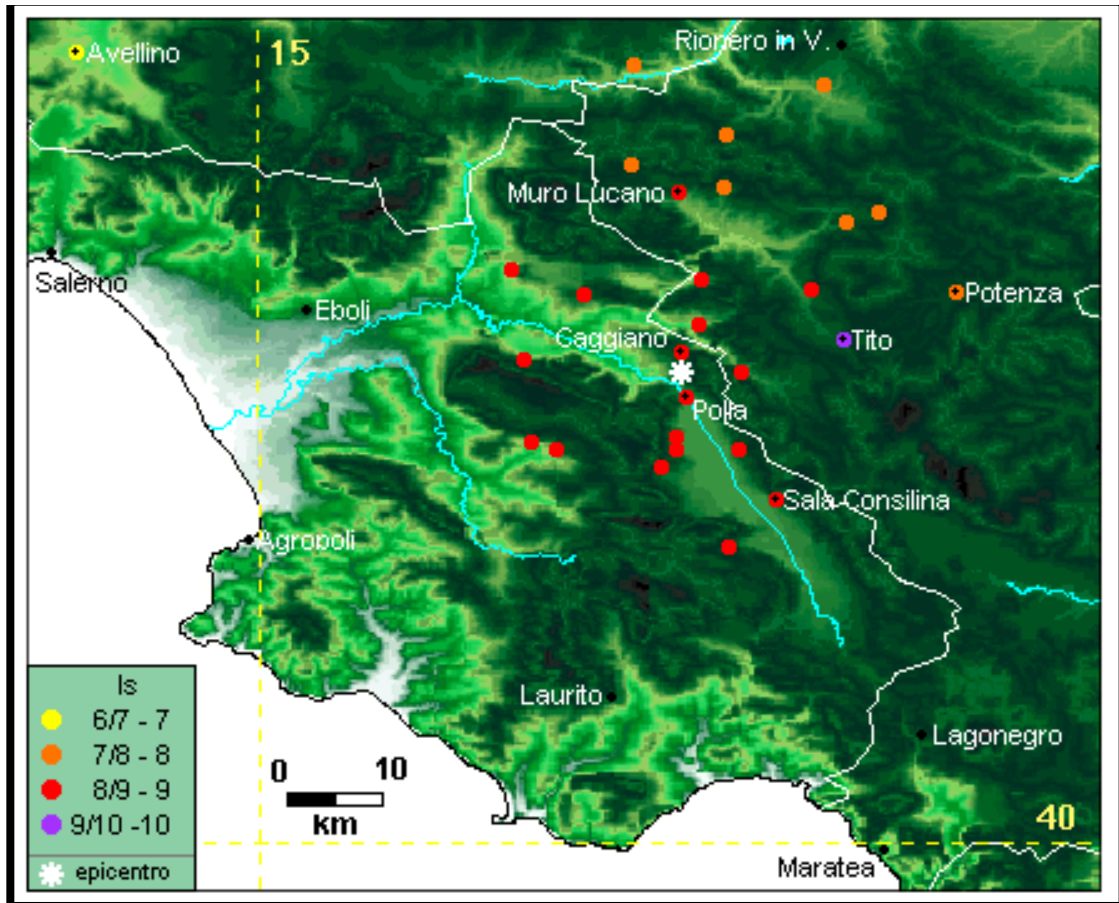 Avellino
15
Rionero in V.
Muro Lucano
Salerno
Eboli
Potenza
Gaggiano
Tito
Polla
Sala Consilina
Agropoli
Laurito
Lagonegro
Maratea
40
0 10
km
Is
6/7 - 7
7/8 - 8
8/9 - 9
9/10 -10
epicentro